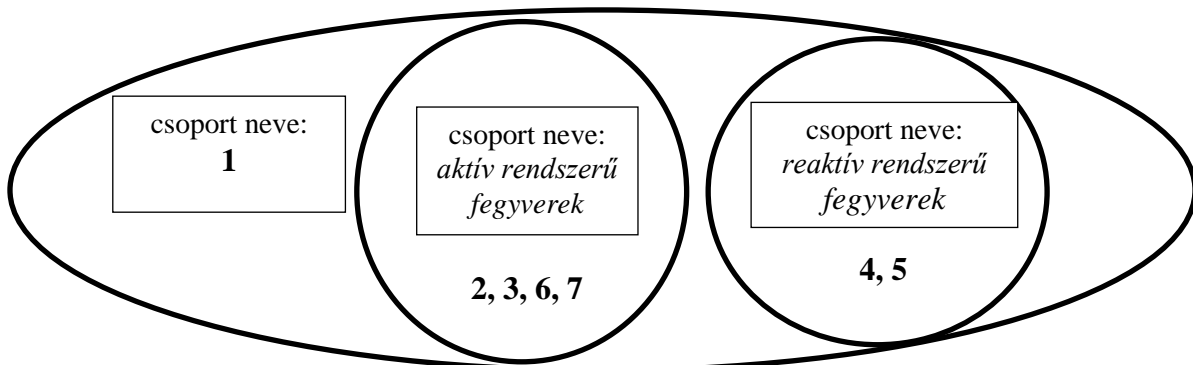 csoport neve:
1
csoport neve:
aktív rendszerű
fegyverek
2, 3, 6, 7
csoport neve:
reaktív rendszerű
fegyverek
4, 5